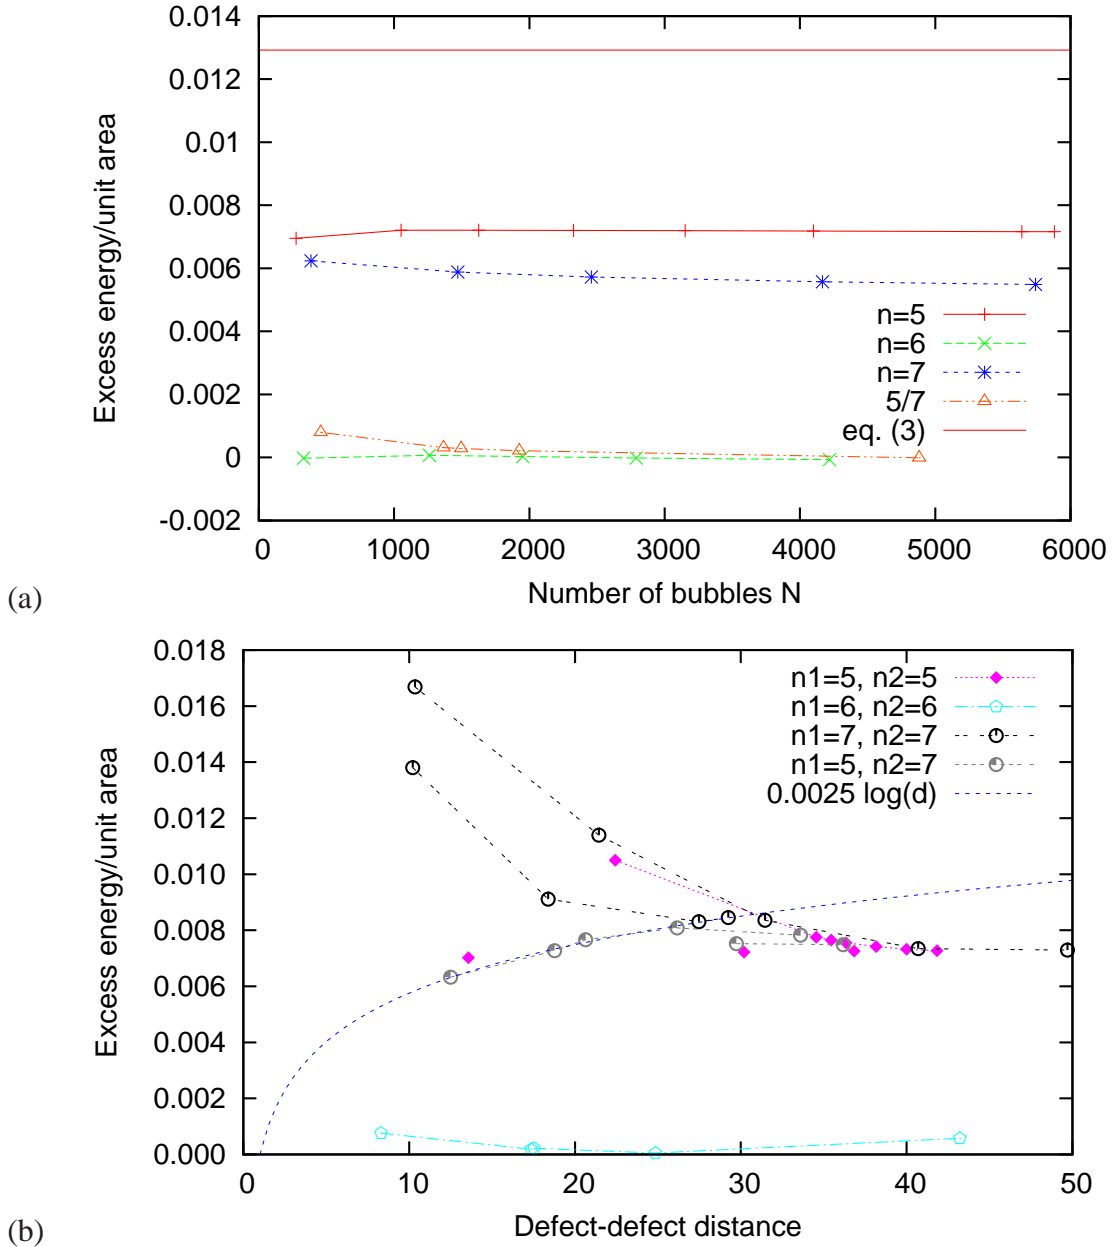 (a)
Excess energy/unit area
0.014
0.012
0.01
0.008
0.006
0.004
0.002
0
-0.002
n=5
n=6
n=7
5/7
eq. (3)
0 1000 2000 3000 4000 5000 6000
Number of bubbles N
(b)
Excess energy/unit area
0.018
0.016
0.014
0.012
0.010
0.008
0.006
0.004
0.002
0.000
n1=5, n2=5
n1=6, n2=6
n1=7, n2=7
n1=5, n2=7
0.0025 log(d)
0 10 20 30 40 50
Defect-defect distance